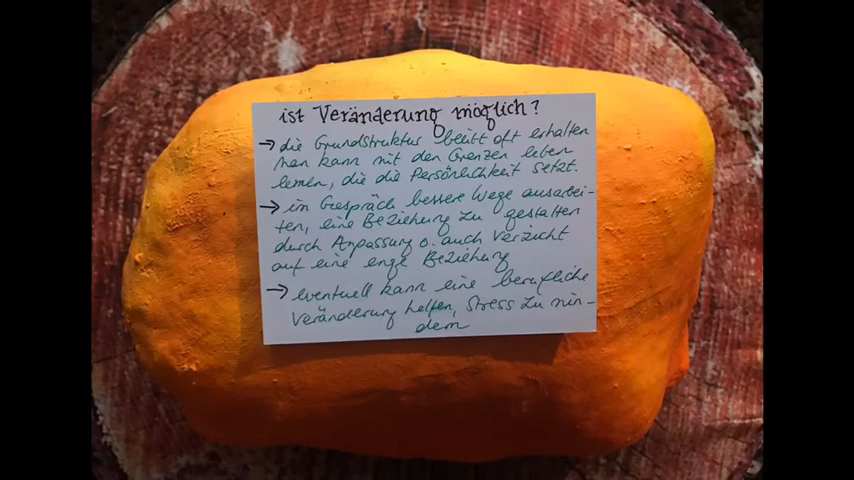 ist Veränderung möglich?
→ die Grundstruktur bleibt oft erhalten
man kann mit den Grenzen leben
lernen, die die Persönlichkeit setzt.
→ im Gespräch bessere Wege ausarbei-
ten, eine Beziehung zu gestalten
durch Anpassung o. auch Verzicht
auf eine enge Beziehung
→ eventuell kann eine berufliche
Veränderung helfen, Stress zu min-
dern